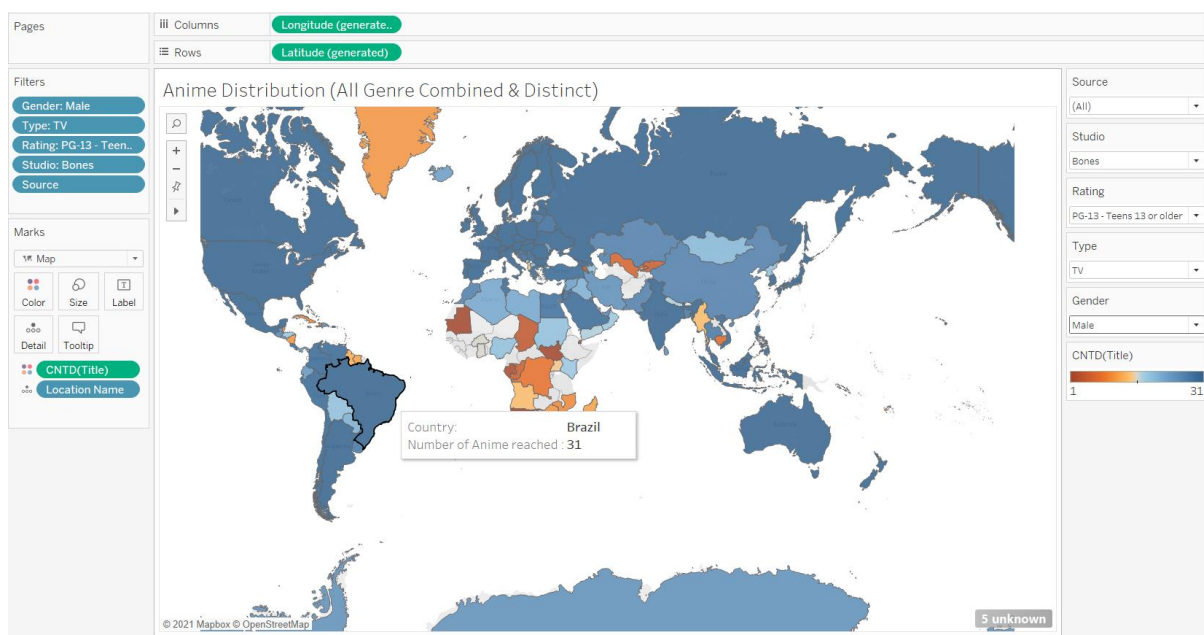 Pages
Columns
Longitude (generate..
Rows
Latitude (generated)
Filters
Gender: Male
Type: TV
Rating: PG-13 - Teen..
Studio: Bones
Source
Marks
Map
Color
Size
Label
Detail
Tooltip
CNTD(Title)
Location Name
Anime Distribution (All Genre Combined & Distinct)
Country: Brazil
Number of Anime reached : 31
© 2021 Mapbox © OpenStreetMap
5 unknown
Source
(All)
Studio
Bones
Rating
PG-13 - Teens 13 or older
Type
TV
Gender
Male
CNTD(Title)
1 31